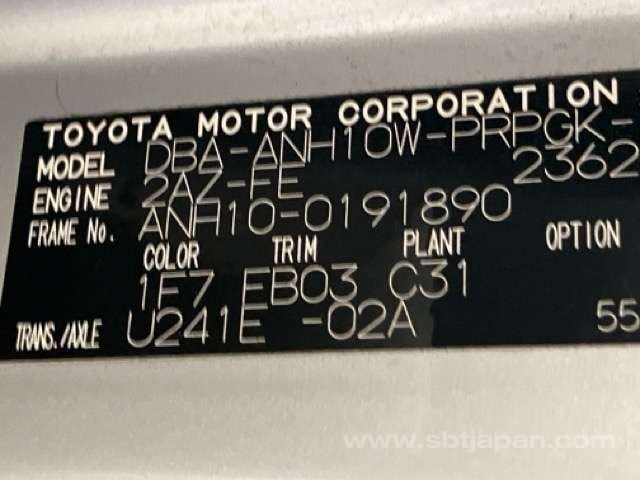 TOYOTA MOTOR CORPORATION
MODEL DBA-ANH10W-PRPGK-
ENGINE 2AZ-FE 2362
FRAME No. ANH10-0191890
COLOR TRIM PLANT OPTION
1F7 EB03 C31
TRANS./AXLE U241E -02A 55
www.sbtjapan.com